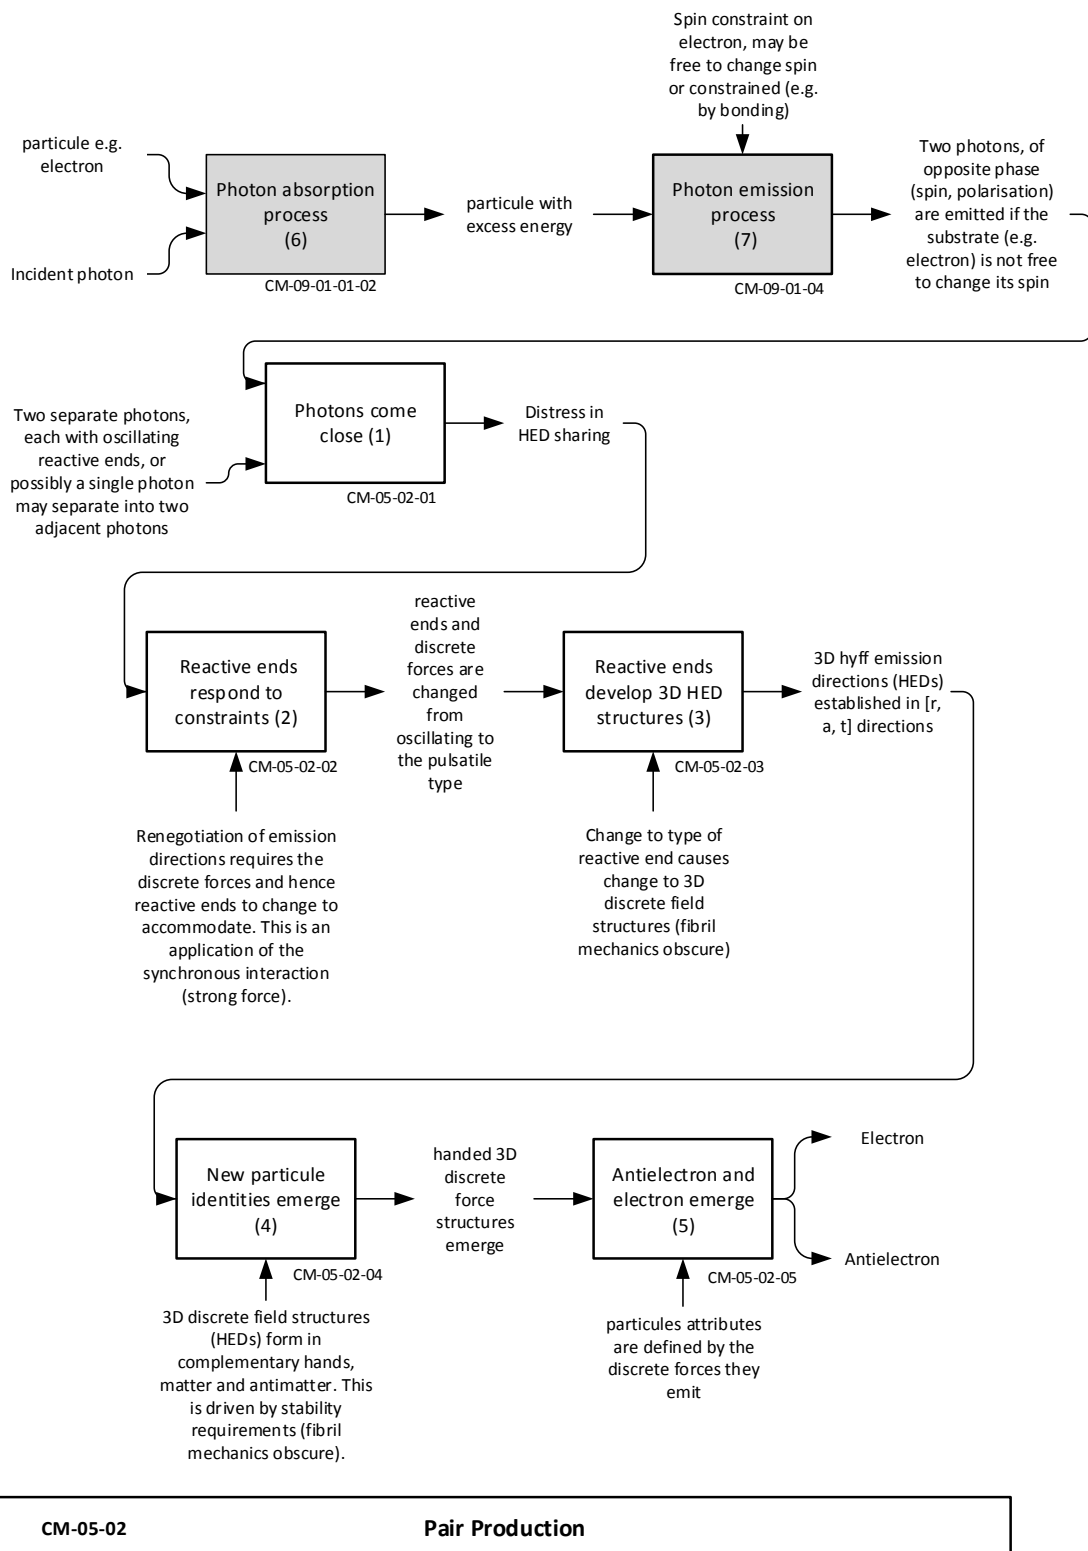 Spin constraint on
electron, may be
free to change spin
or constrained (e.g.
by bonding)
particule e.g.
electron
Incident photon
Photon absorption
process
(6)
CM-09-01-01-02
particule with
excess energy
Photon emission
process
(7)
CM-09-01-04
Two photons, of
opposite phase
(spin, polarisation)
are emitted if the
substrate (e.g.
electron) is not free
to change its spin
Two separate photons,
each with oscillating
reactive ends, or
possibly a single photon
may separate into two
adjacent photons
Photons come
close (1)
CM-05-02-01
Distress in
HED sharing
Reactive ends
respond to
constraints (2)
CM-05-02-02
Renegotiation of emission
directions requires the
discrete forces and hence
reactive ends to change to
accommodate. This is an
application of the
synchronous interaction
(strong force).
reactive
ends and
discrete
forces are
changed
from
oscillating to
the pulsatile
type
Reactive ends
develop 3D HED
structures (3)
CM-05-02-03
Change to type of
reactive end causes
change to 3D
discrete field
structures (fibril
mechanics obscure)
3D hyff emission
directions (HEDs)
established in [r,
a, t] directions
New particule
identities emerge
(4)
CM-05-02-04
3D discrete field structures
(HEDs) form in
complementary hands,
matter and antimatter. This
is driven by stability
requirements (fibril
mechanics obscure).
handed 3D
discrete
force
structures
emerge
Antielectron and
electron emerge
(5)
CM-05-02-05
particules attributes
are defined by the
discrete forces they
emit
Electron
Antielectron
CM-05-02
Pair Production